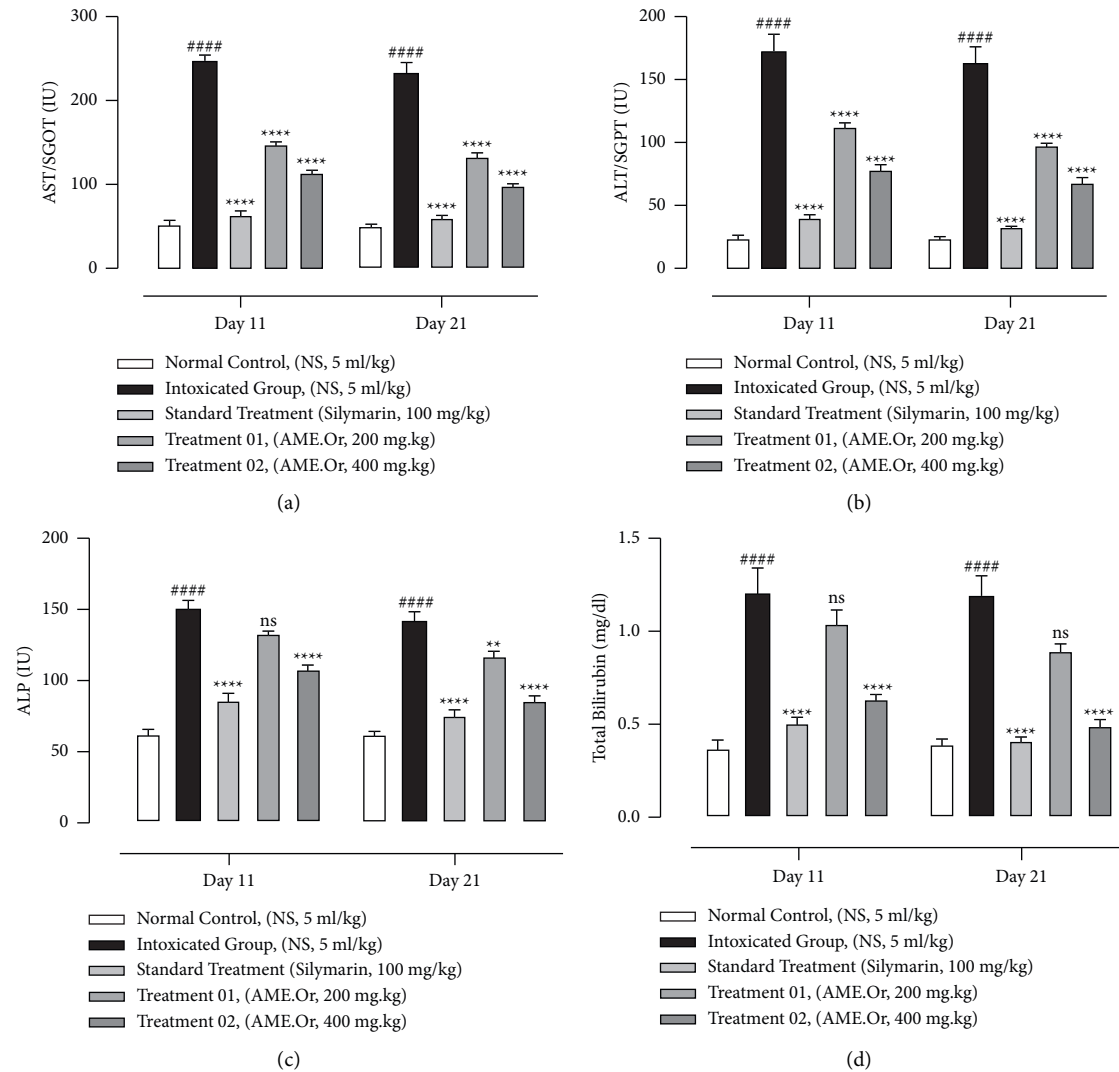 300
200
100
0
AST/SGOT (IU)
####
****
****
****
####
****
****
****
Day 11
Day 21
Normal Control, (NS, 5 ml/kg)
Intoxicated Group, (NS, 5 ml/kg)
Standard Treatment (Silymarin, 100 mg/kg)
Treatment 01, (AME.Or, 200 mg.kg)
Treatment 02, (AME.Or, 400 mg.kg)
(a)
200
150
100
50
0
ALT/SGPT (IU)
####
****
****
****
####
****
****
****
Day 11
Day 21
Normal Control, (NS, 5 ml/kg)
Intoxicated Group, (NS, 5 ml/kg)
Standard Treatment (Silymarin, 100 mg/kg)
Treatment 01, (AME.Or, 200 mg.kg)
Treatment 02, (AME.Or, 400 mg.kg)
(b)
200
150
100
50
0
ALP (IU)
####
****
ns
****
####
****
**
****
Day 11
Day 21
Normal Control, (NS, 5 ml/kg)
Intoxicated Group, (NS, 5 ml/kg)
Standard Treatment (Silymarin, 100 mg/kg)
Treatment 01, (AME.Or, 200 mg.kg)
Treatment 02, (AME.Or, 400 mg.kg)
(c)
1.5
1.0
0.5
0.0
Total Bilirubin (mg/dl)
####
****
ns
****
####
****
ns
****
Day 11
Day 21
Normal Control, (NS, 5 ml/kg)
Intoxicated Group, (NS, 5 ml/kg)
Standard Treatment (Silymarin, 100 mg/kg)
Treatment 01, (AME.Or, 200 mg.kg)
Treatment 02, (AME.Or, 400 mg.kg)
(d)